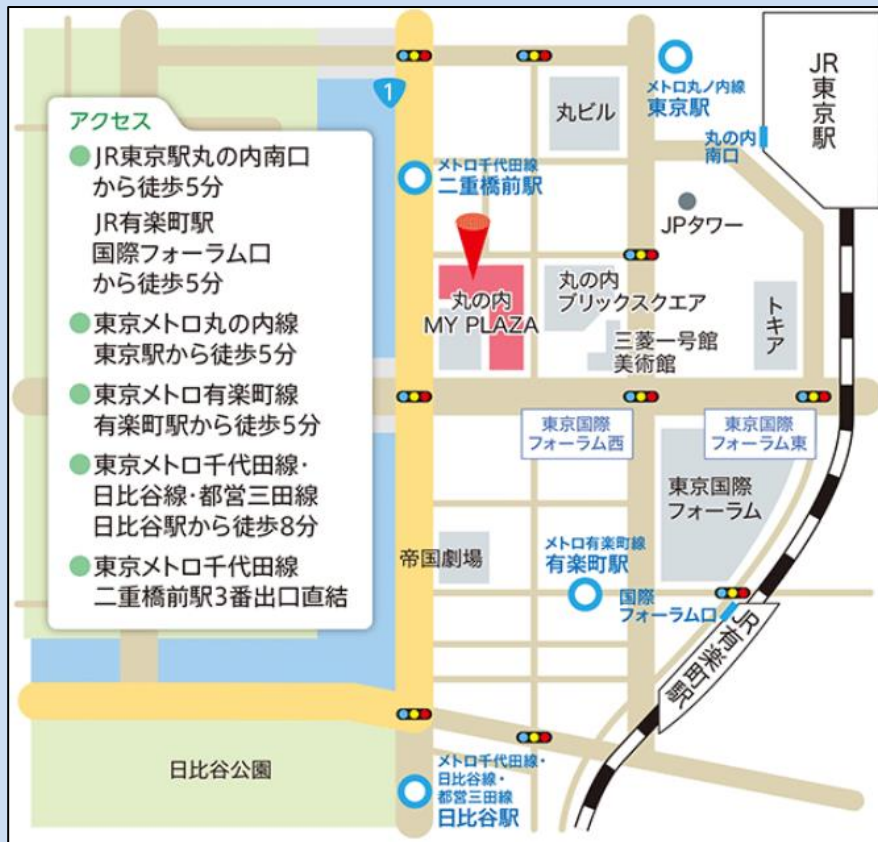 アクセス
●JR東京駅丸の内南口
から徒歩5分
JR有楽町駅
国際フォーラム口
から徒歩5分
●東京メトロ丸の内線
東京駅から徒歩5分
●東京メトロ有楽町線
有楽町駅から徒歩5分
●東京メトロ千代田線・
日比谷線・都営三田線
日比谷駅から徒歩8分
●東京メトロ千代田線
二重橋前駅3番出口直結
1
メトロ丸ノ内線
東京駅
JR東京駅
丸ビル
丸の内
南口
メトロ千代田線
二重橋前駅
JPタワー
丸の内
MY PLAZA
丸の内
ブリックスクエア
三菱一号館
美術館
トキア
東京国際
フォーラム西
東京国際
フォーラム東
東京国際
フォーラム
帝国劇場
メトロ有楽町線
有楽町駅
国際
フォーラム口
JR有楽町駅
日比谷公園
メトロ千代田線・
日比谷線・
都営三田線
日比谷駅